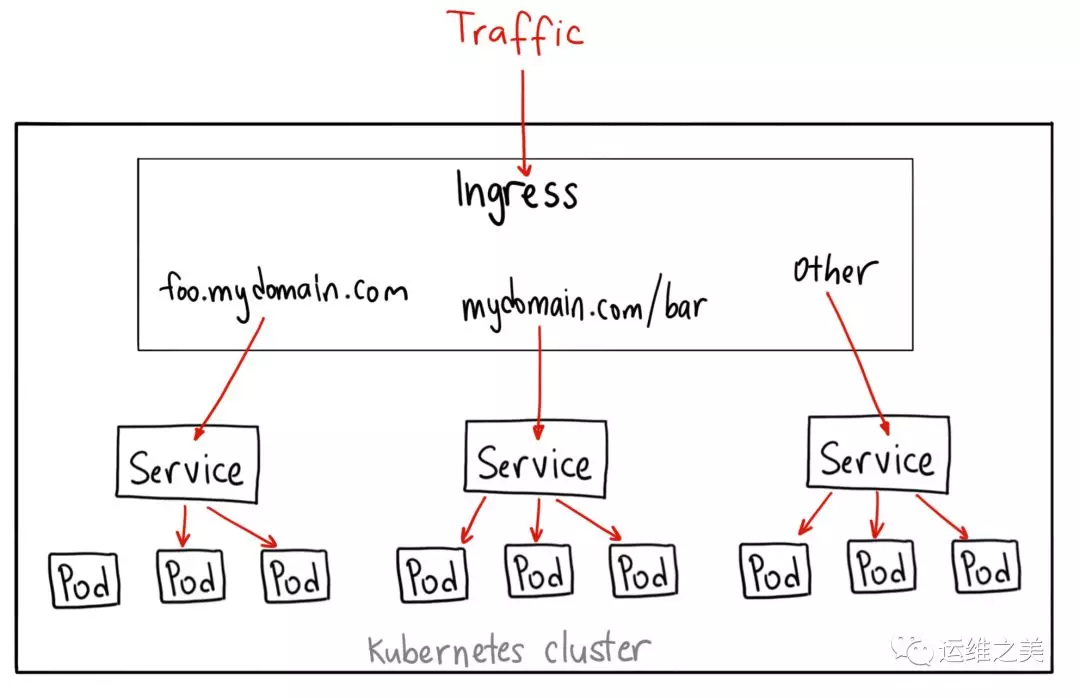 Traffic
Ingress
foo.mydomain.com
mydomain.com/bar
Other
Service
Service
Service
Pod
Pod
Pod
Pod
Pod
Pod
Pod
Pod
Pod
Kubernetes cluster
运维之美